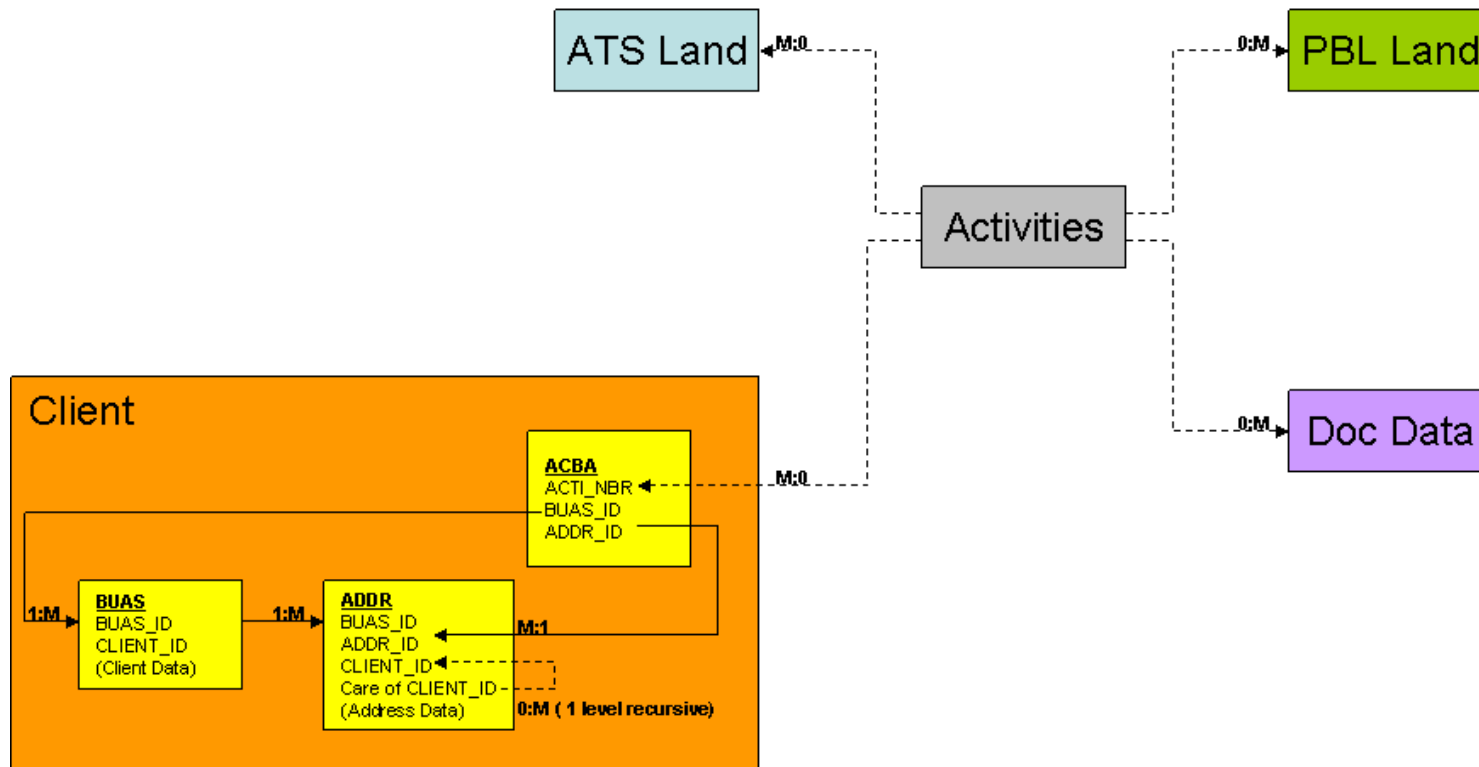 ATS Land
M:0
0:M
PBL Land
Activities
0:M
Doc Data
Client
ACBA
ACTI_NBR
BUAS_ID
ADDR_ID
M:0
BUAS
BUAS_ID
CLIENT_ID
(Client Data)
1:M
1:M
ADDR
BUAS_ID
ADDR_ID
CLIENT_ID
Care of CLIENT_ID
(Address Data)
M:1
0:M ( 1 level recursive)